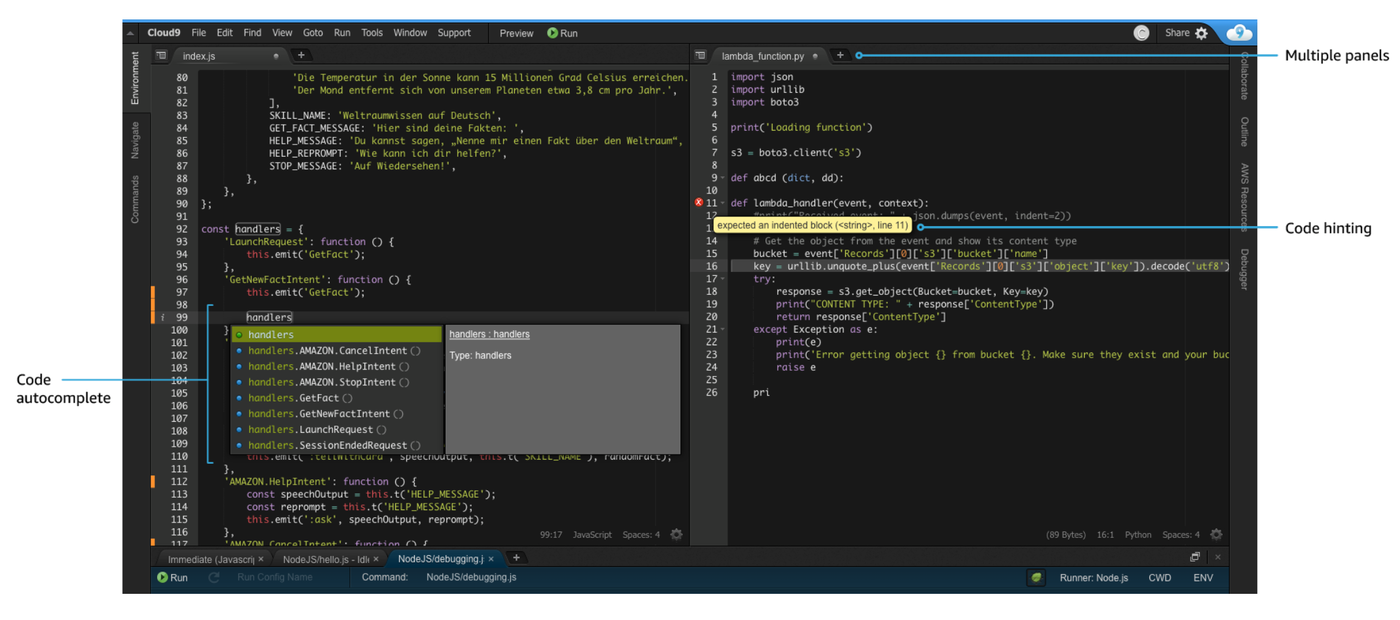 Cloud9 File Edit Find View Goto Run Tools Window Support Preview Run Share
Multiple panels
Code hinting
Code
autocomplete
Environment
Navigate
Commands
index.js
80 'Die Temperatur in der Sonne kann 15 Millionen Grad Celsius erreichen.
81 'Der Mond entfernt sich von unserem Planeten etwa 3,8 cm pro Jahr.',
82 ],
83 SKILL_NAME: 'Weltraumwissen auf Deutsch',
84 GET_FACT_MESSAGE: 'Hier sind deine Fakten: ',
85 HELP_MESSAGE: 'Du kannst sagen, „Nenne mir einen Fakt über den Weltraum“,
86 HELP_REPROMPT: 'Wie kann ich dir helfen?',
87 STOP_MESSAGE: 'Auf Wiedersehen!',
88 },
89 },
90 };
91
92 const handlers = {
93 'LaunchRequest': function () {
94 this.emit('GetFact');
95 },
96 'GetNewFactIntent': function () {
97 this.emit('GetFact');
98
i 99 handlers
100 }
101 '
102
103
104
105
106
107
108
109
handlers
handlers.AMAZON.CancelIntent()
handlers.AMAZON.HelpIntent()
handlers.AMAZON.StopIntent()
handlers.GetFact()
handlers.GetNewFactIntent()
handlers.LaunchRequest()
handlers.SessionEndedRequest()
handlers : handlers
Type: handlers
110 this.emit(':tellWithCard', speechOutput, this.t('SKILL_NAME'), randomFact);
111 },
112 'AMAZON.HelpIntent': function () {
113 const speechOutput = this.t('HELP_MESSAGE');
114 const reprompt = this.t('HELP_MESSAGE');
115 this.emit(':ask', speechOutput, reprompt);
116 },
117 'AMAZON.CancelIntent': function () {
99:17 JavaScript Spaces: 4
lambda_function.py
1 import json
2 import urllib
3 import boto3
4
5 print('Loading function')
6
7 s3 = boto3.client('s3')
8
9 def abcd (dict, dd):
10
11 def lambda_handler(event, context):
12 #print("Received event: " + json.dumps(event, indent=2))
1
expected an indented block (<string>, line 11)
14 # Get the object from the event and show its content type
15 bucket = event['Records'][0]['s3']['bucket']['name']
16 key = urllib.unquote_plus(event['Records'][0]['s3']['object']['key']).decode('utf8')
17 try:
18 response = s3.get_object(Bucket=bucket, Key=key)
19 print("CONTENT TYPE: " + response['ContentType'])
20 return response['ContentType']
21 except Exception as e:
22 print(e)
23 print('Error getting object {} from bucket {}. Make sure they exist and your buc
24 raise e
25
26 pri
(89 Bytes) 16:1 Python Spaces: 4
Collaborate
Outline
AWS Resources
Debugger
Immediate (Javascrip × NodeJS/hello.js - Idl × NodeJS/debugging.j ×
Run Run Config Name Command: NodeJS/debugging.js Runner: Node.js CWD ENV